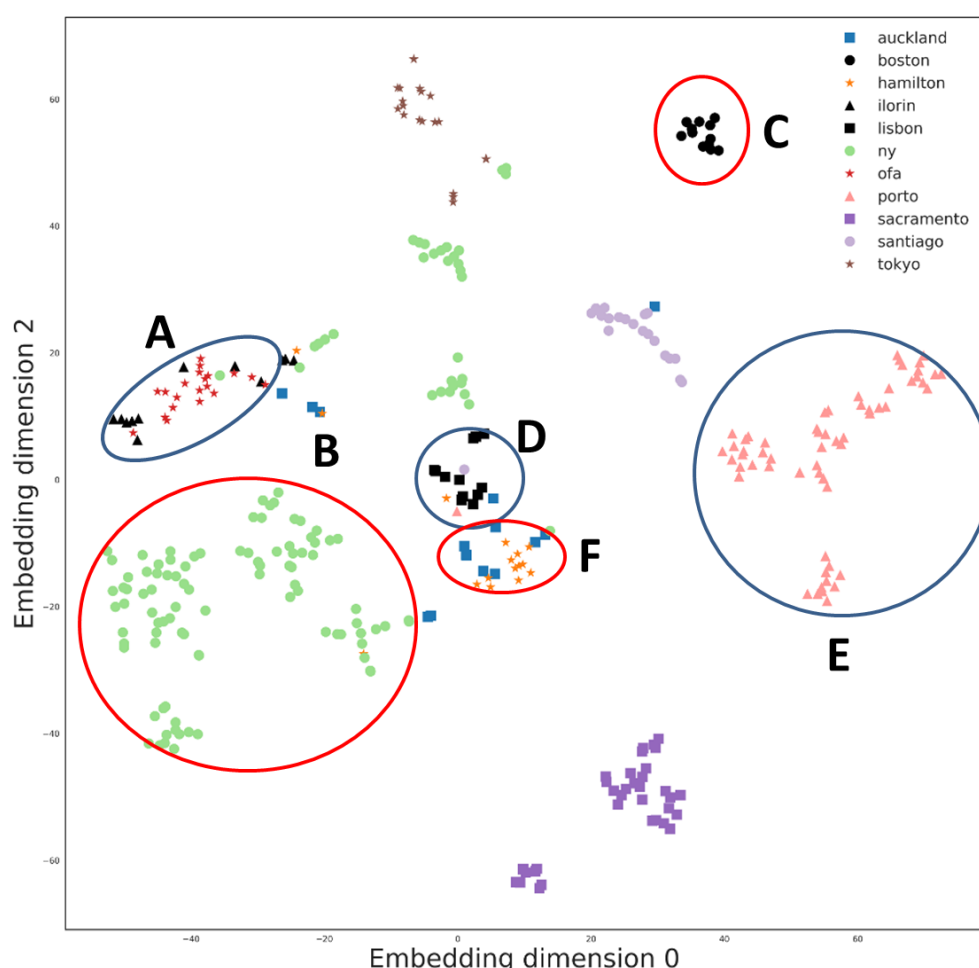 auckland
boston
hamilton
ilorin
lisbon
ny
ofa
porto
sacramento
santiago
tokyo
A
B
C
D
E
F
60
40
20
0
−20
−40
−60
−40
−20
0
20
40
60
Embedding dimension 2
Embedding dimension 0